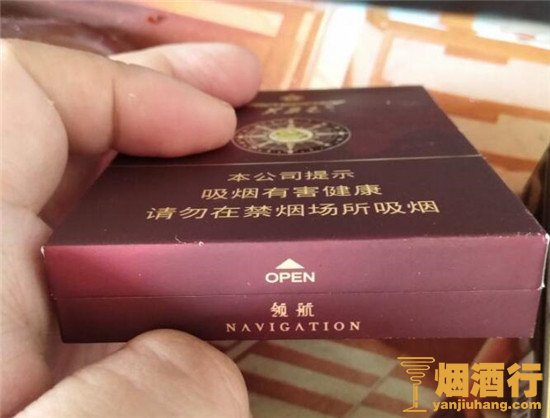 本公司提示
吸烟有害健康
请勿在禁烟场所吸烟
OPEN
领航
NAVIGATION
烟酒行
yanjiuhang.com